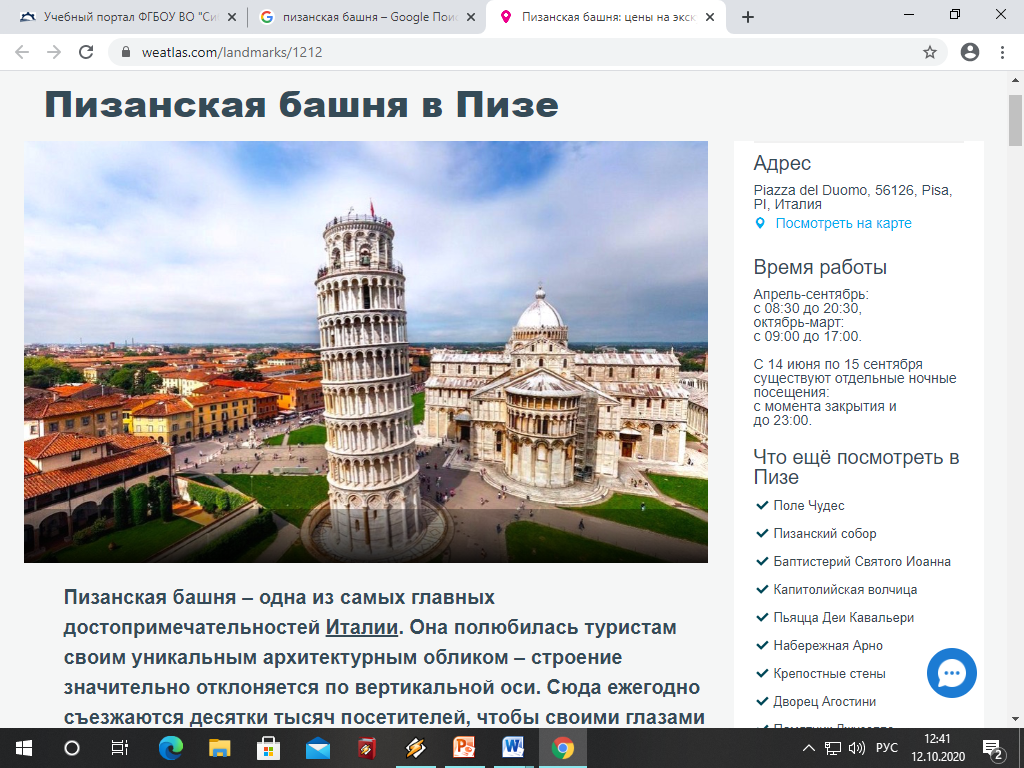 Учебный портал ФГБОУ ВО "Си
пизанская башня – Google Пои
Пизанская башня: цены на экс
weatlas.com/landmarks/1212
Пизанская башня в Пизе
Адрес
Piazza del Duomo, 56126, Pisa,
PI, Италия
Посмотреть на карте
Время работы
Апрель-сентябрь:
с 08:30 до 20:30,
октябрь-март:
с 09:00 до 17:00.
С 14 июня по 15 сентября
существуют отдельные ночные
посещения:
с момента закрытия и
до 23:00.
Что ещё посмотреть в
Пизе
Поле Чудес
Пизанский собор
Баптистерий Святого Иоанна
Капитолийская волчица
Пьяцца Деи Кавальери
Набережная Арно
Крепостные стены
Дворец Агостини
Пизанская башня – одна из самых главных
достопримечательностей Италии. Она полюбилась туристам
своим уникальным архитектурным обликом – строение
значительно отклоняется по вертикальной оси. Сюда ежегодно
съезжаются десятки тысяч посетителей, чтобы своими глазами
РУС
12:41
12.10.2020
2